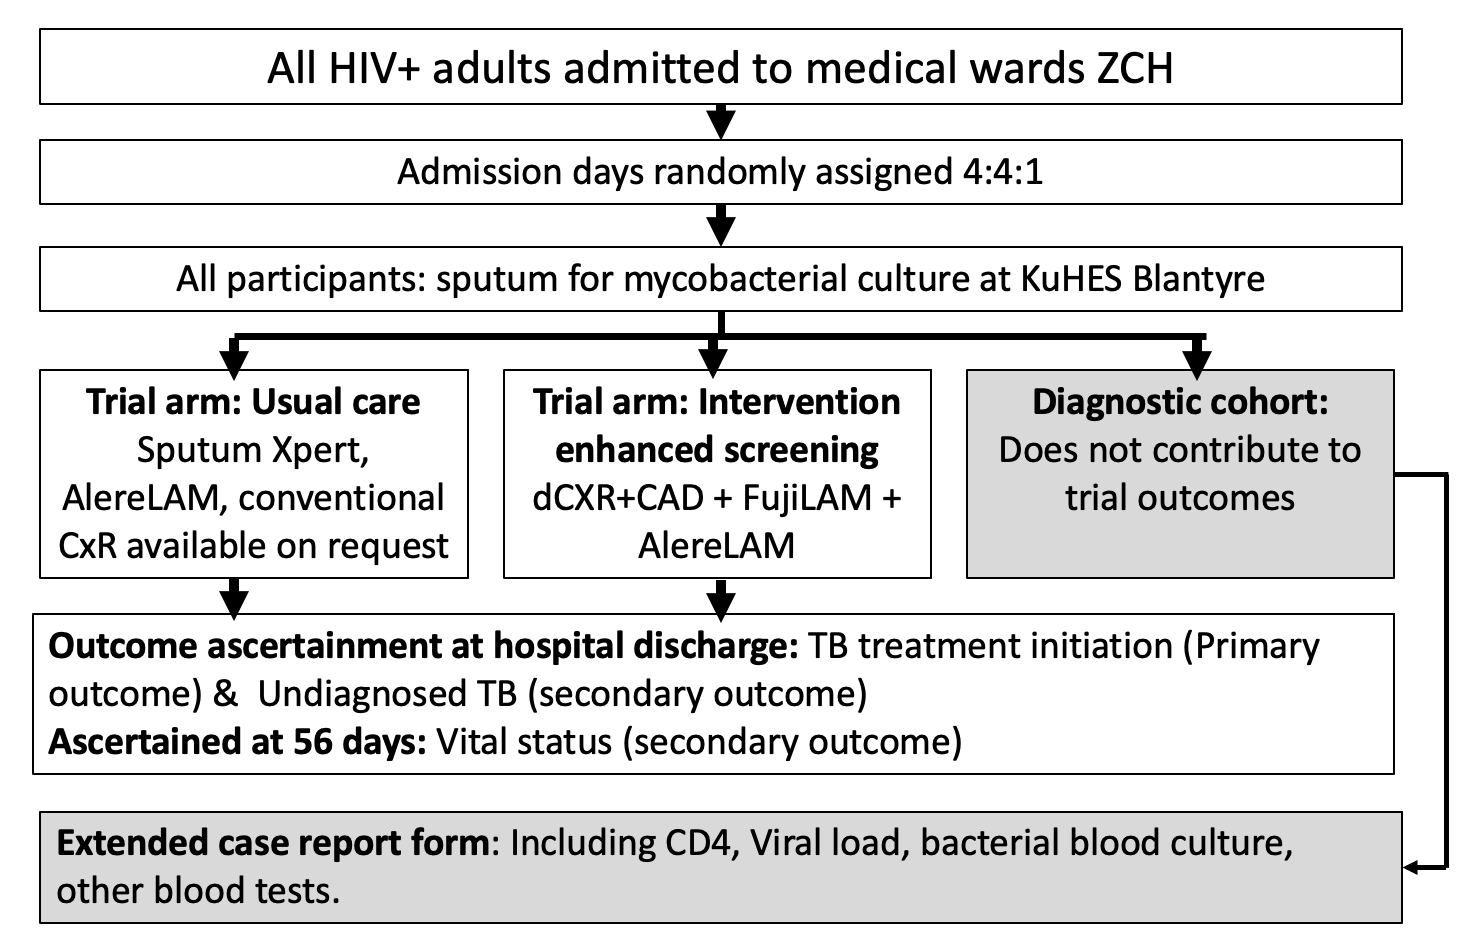 All HIV+ adults admitted to medical wards ZCH
Admission days randomly assigned 4:4:1
All participants: sputum for mycobacterial culture at KuHES Blantyre
Trial arm: Usual care
Sputum Xpert,
AlereLAM, conventional
CxR available on request
Trial arm: Intervention
enhanced screening
dCXR+CAD + FujiLAM +
AlereLAM
Diagnostic cohort:
Does not contribute to
trial outcomes
Outcome ascertainment at hospital discharge: TB treatment initiation (Primary
outcome) &  Undiagnosed TB (secondary outcome)
Ascertained at 56 days: Vital status (secondary outcome)
Extended case report form: Including CD4, Viral load, bacterial blood culture,
other blood tests.